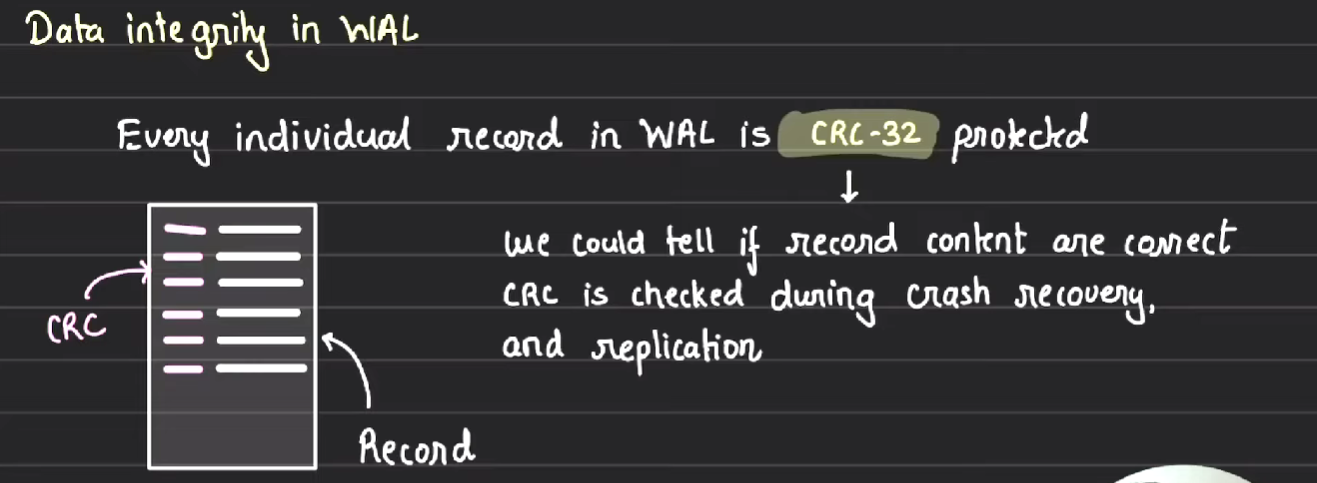 Data integrity in WAL
Every individual record in WAL is CRC-32 protected
↓
we could tell if record content are correct
CRC is checked during crash recovery,
and replication
CRC
Record